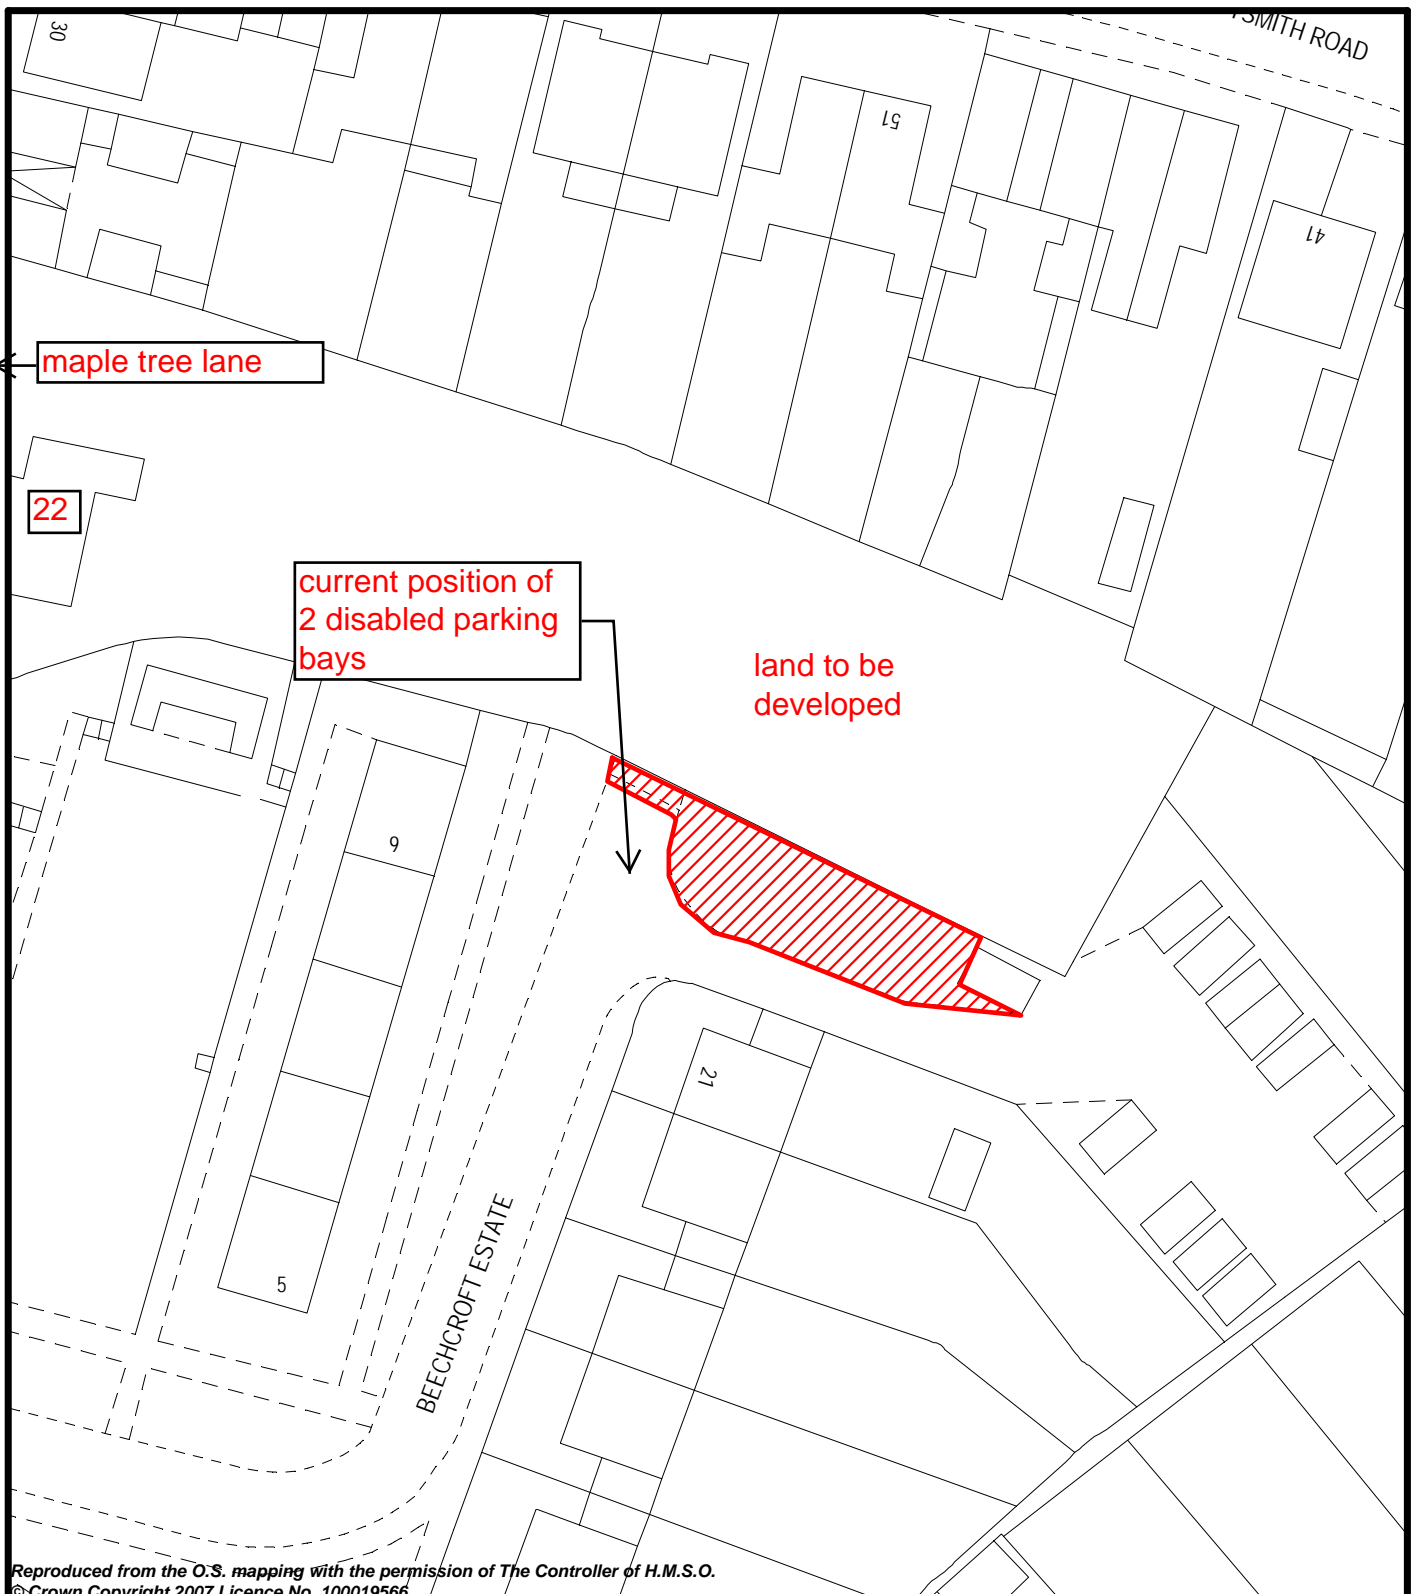 30
SMITH ROAD
51
41
maple tree lane
22
current position of
2 disabled parking
bays
land to be
developed
9
21
BEECHCROFT ESTATE
5
Reproduced from the O.S. mapping with the permission of The Controller of H.M.S.O.
© Crown Copyright 2007 Licence No. 100019566